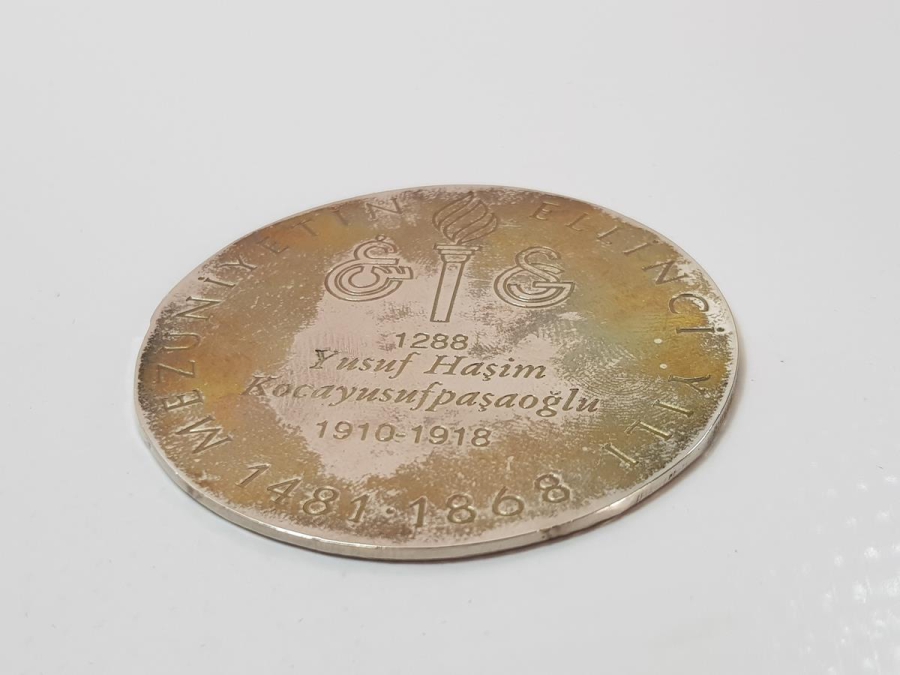 MEZUNİYETİN ELLİNCİ YILI
1288
Yusuf Haşim
Kocayusufpaşaoğlu
1910-1918
1481·1868